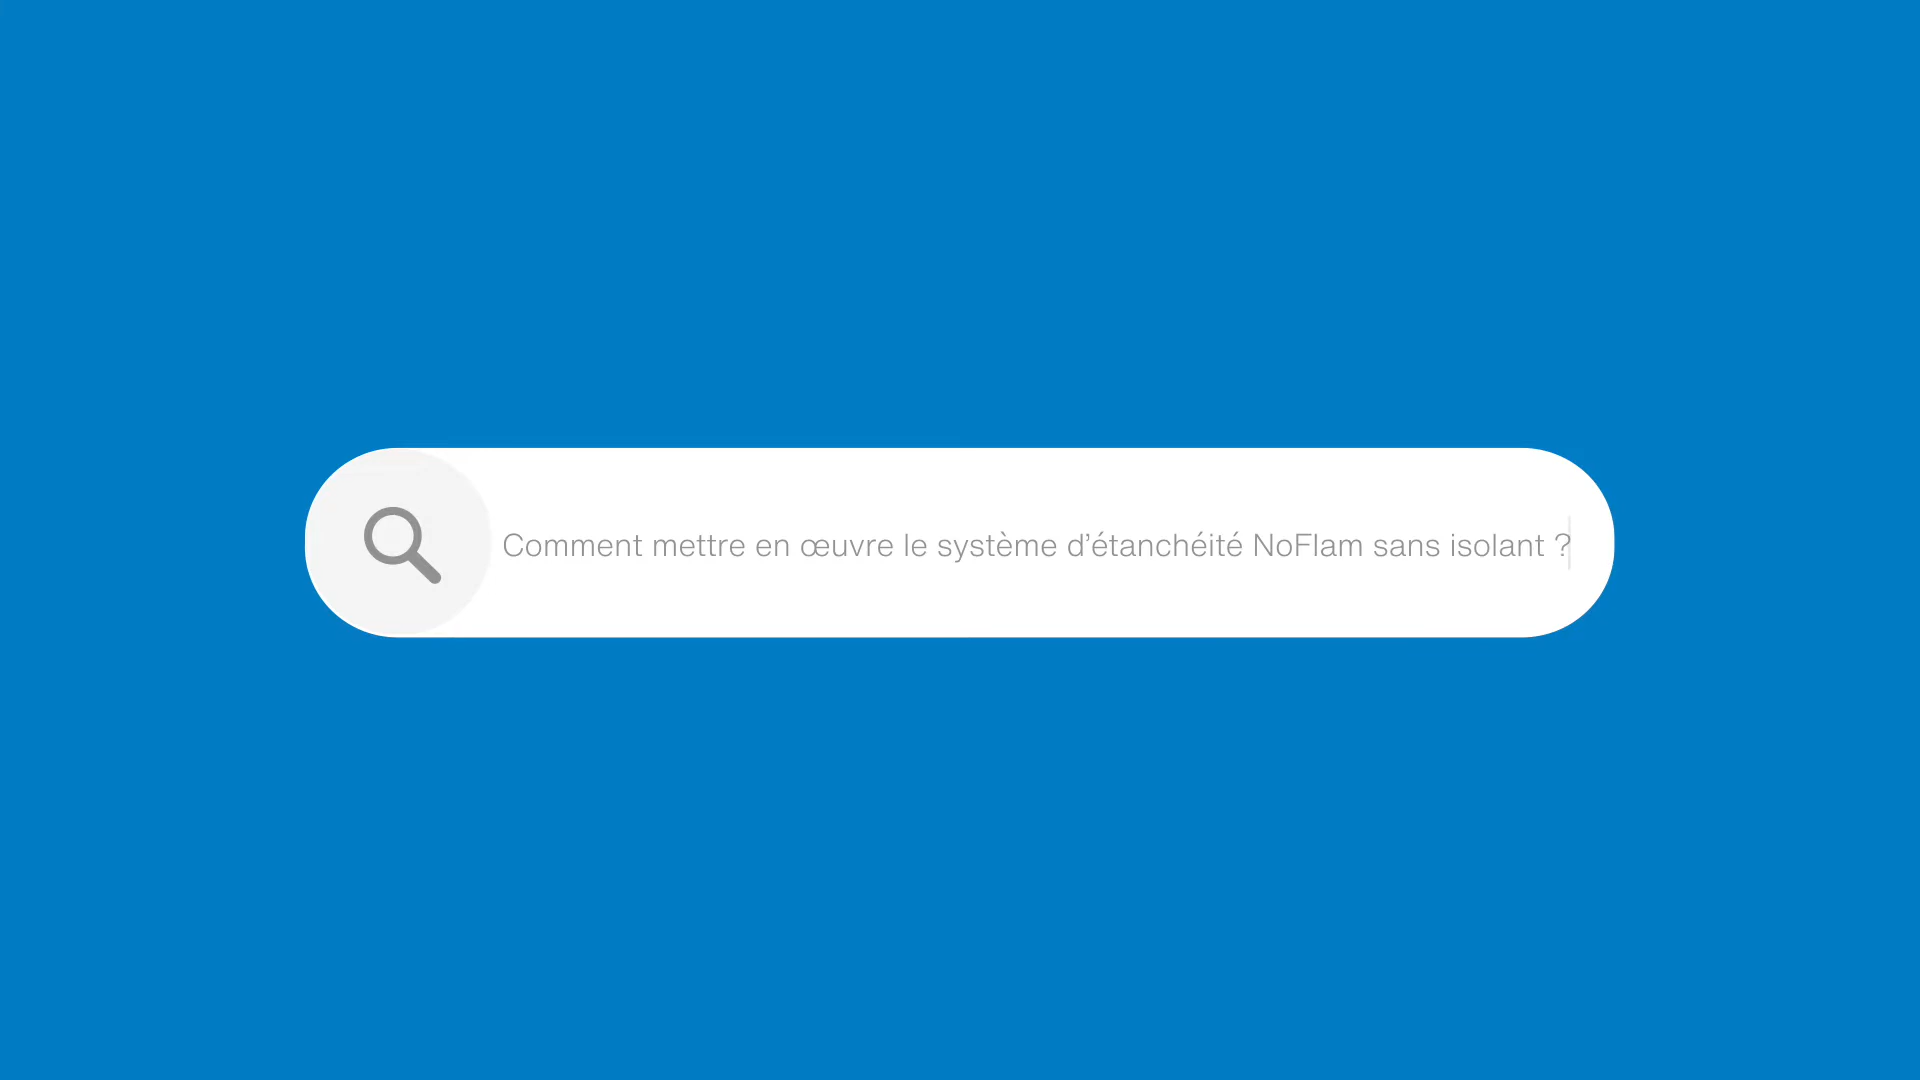 Comment mettre en œuvre le système d’étanchéité NoFlam sans isolant ?